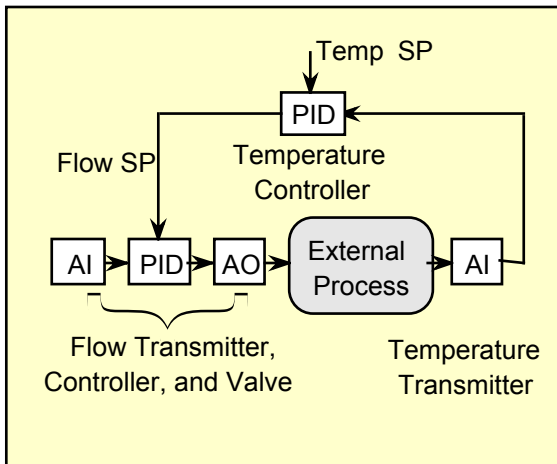 Temp SP
PID
Temperature
Controller
Flow SP
AI
PID
AO
External
Process
AI
Flow Transmitter,
Controller, and Valve
Temperature
Transmitter